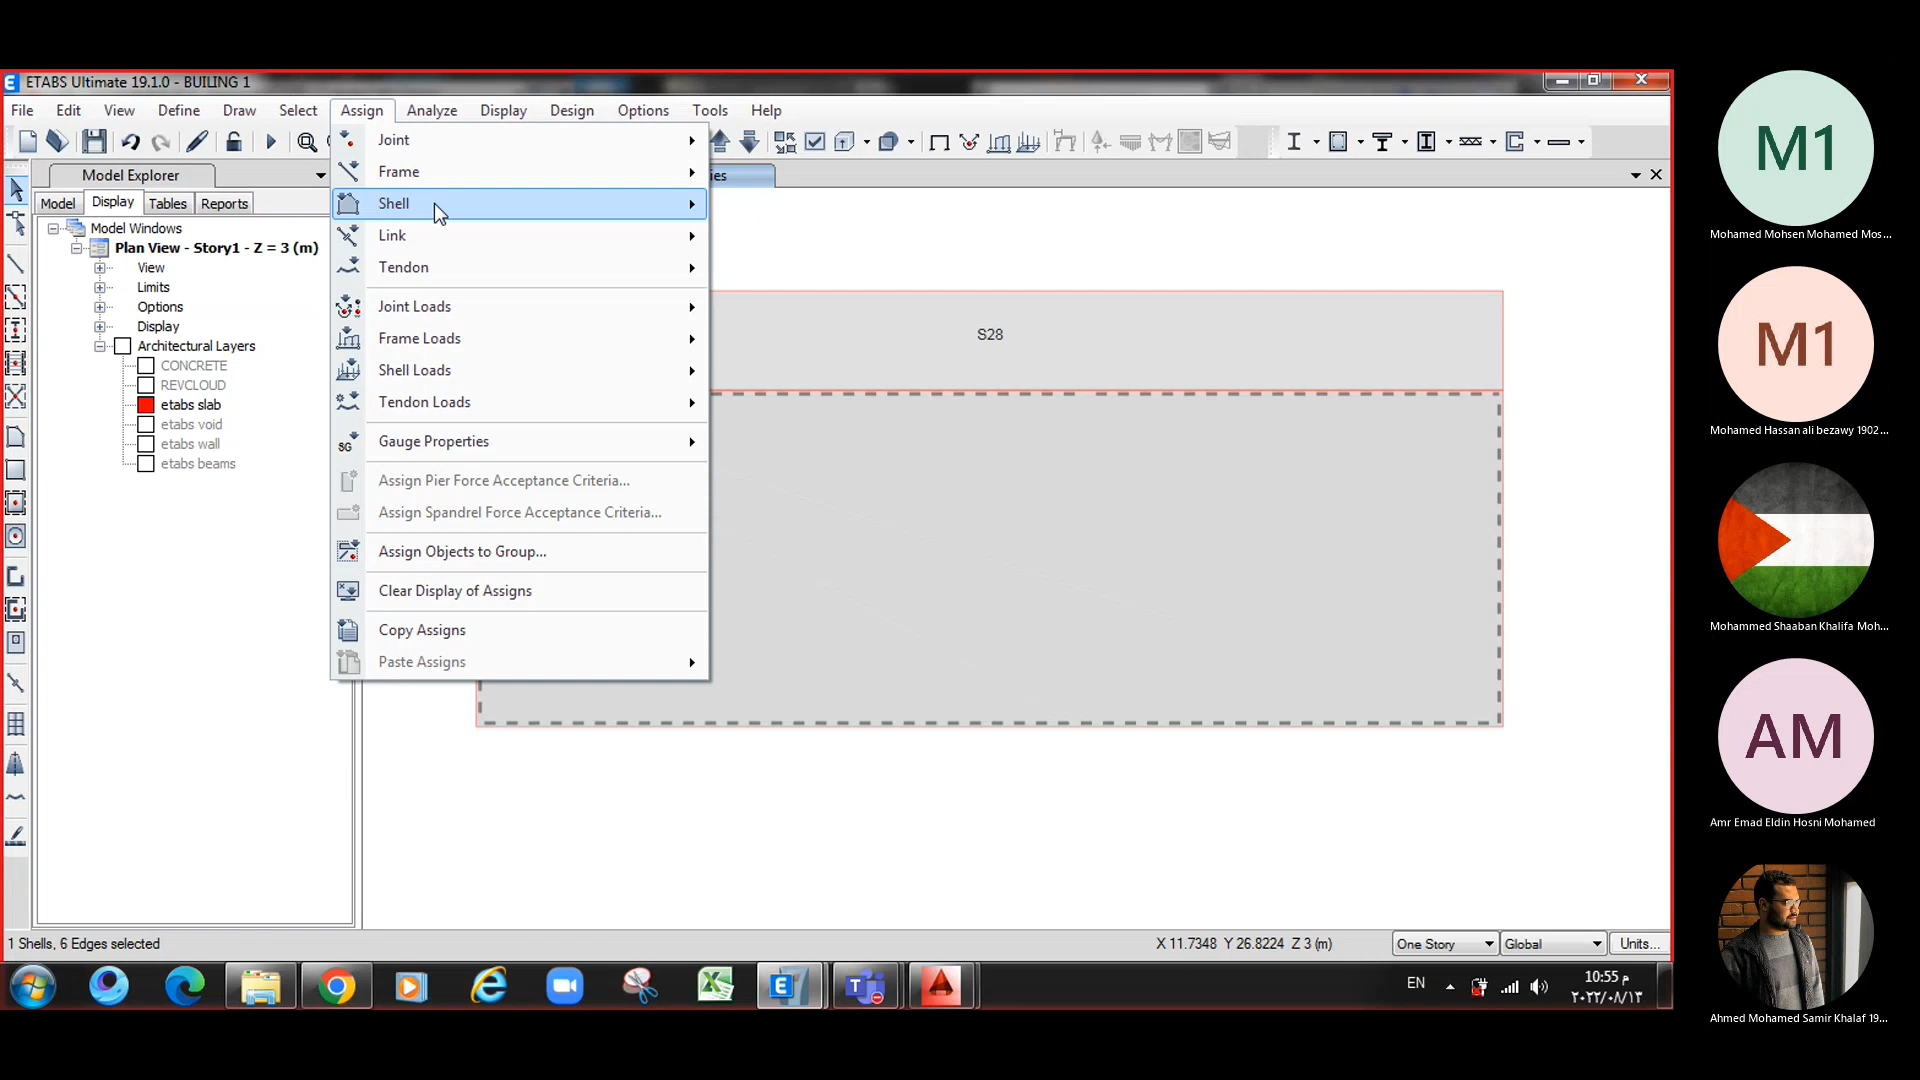 ETABS Ultimate 19.1.0 - BUILING 1
File Edit View Define Draw Select Assign Analyze Display Design Options Tools Help
Model Explorer
ies
Model Display Tables Reports
Model Windows
Plan View - Story1 - Z = 3 (m)
View
Limits
Options
Display
Architectural Layers
CONCRETE
REVCLOUD
etabs slab
etabs void
etabs wall
etabs beams
Joint
Frame
Shell
Link
Tendon
Joint Loads
Frame Loads
Shell Loads
Tendon Loads
SG Gauge Properties
Assign Pier Force Acceptance Criteria...
Assign Spandrel Force Acceptance Criteria...
Assign Objects to Group...
Clear Display of Assigns
Copy Assigns
Paste Assigns
S28
1 Shells, 6 Edges selected
X 11.7348 Y 26.8224 Z 3 (m)
One Story
Global
Units...
EN
10:55 م
٢٠٢٢/٠٨/١٣
M1
Mohamed Mohsen Mohamed Mos...
M1
Mohamed Hassan ali bezawy 1902...
Mohammed Shaaban Khalifa Moh...
AM
Amr Emad Eldin Hosni Mohamed
Ahmed Mohamed Samir Khalaf 19...